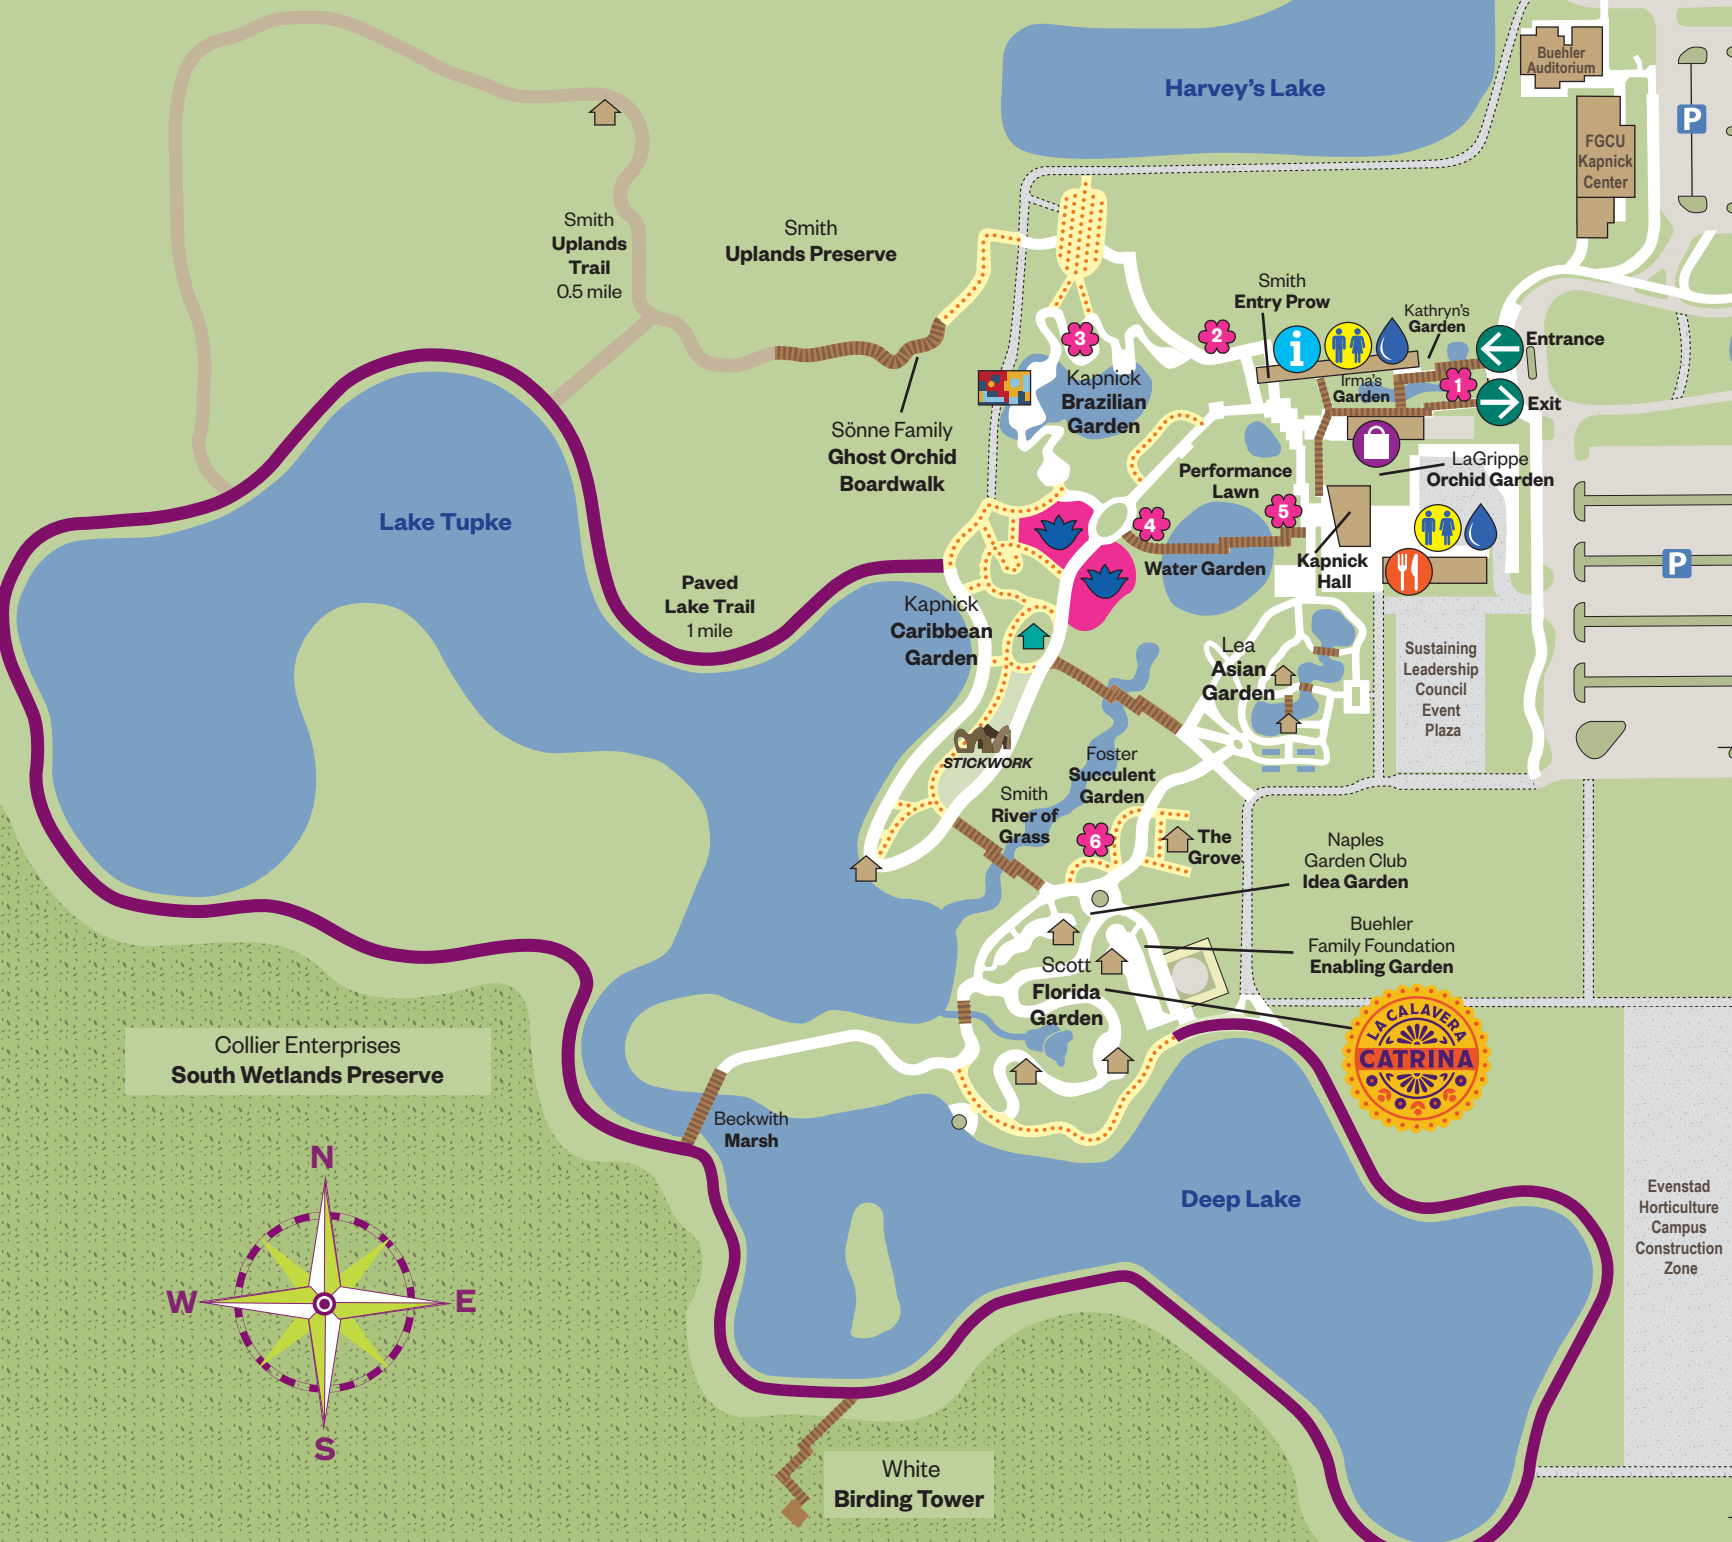 Harvey's Lake
Buehler
Auditorium
P
FGCU
Kapnick
Center
Smith
Uplands
Trail
0.5 mile
Smith
Uplands Preserve
Smith
Entry Prow
Kathryn's
Garden
Entrance
Exit
i
1
2
3
Irma's
Garden
Kapnick
Brazilian
Garden
Sönne Family
Ghost Orchid
Boardwalk
Performance
Lawn
LaGrippe
Orchid Garden
4
5
Lake Tupke
Water Garden
Kapnick
Hall
P
Paved
Lake Trail
1 mile
Kapnick
Caribbean
Garden
Lea
Asian
Garden
Sustaining
Leadership
Council
Event
Plaza
STICKWORK
Foster
Succulent
Garden
Smith
River of
Grass
6
The
Grove
Naples
Garden Club
Idea Garden
Buehler
Family Foundation
Enabling Garden
Scott
Florida
Garden
LA CALAVERA
CATRINA
Collier Enterprises
South Wetlands Preserve
Beckwith
Marsh
N
W
E
S
Deep Lake
Evenstad
Horticulture
Campus
Construction
Zone
White
Birding Tower